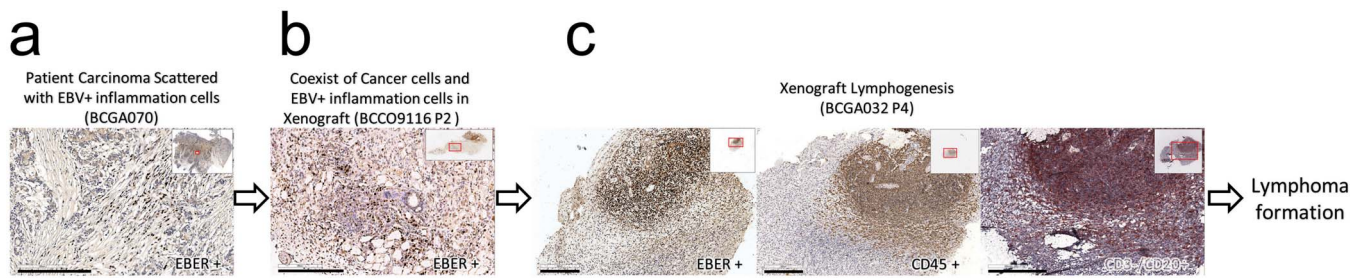 a
Patient Carcinoma Scattered
with EBV+ inflammation cells
(BCGA070)
EBER +
b
Coexist of Cancer cells and
EBV+ inflammation cells in
Xenograft (BCCO9116 P2 )
EBER +
c
Xenograft Lymphogenesis
(BCGA032 P4)
EBER +
CD45 +
CD3-/CD20+
Lymphoma
formation